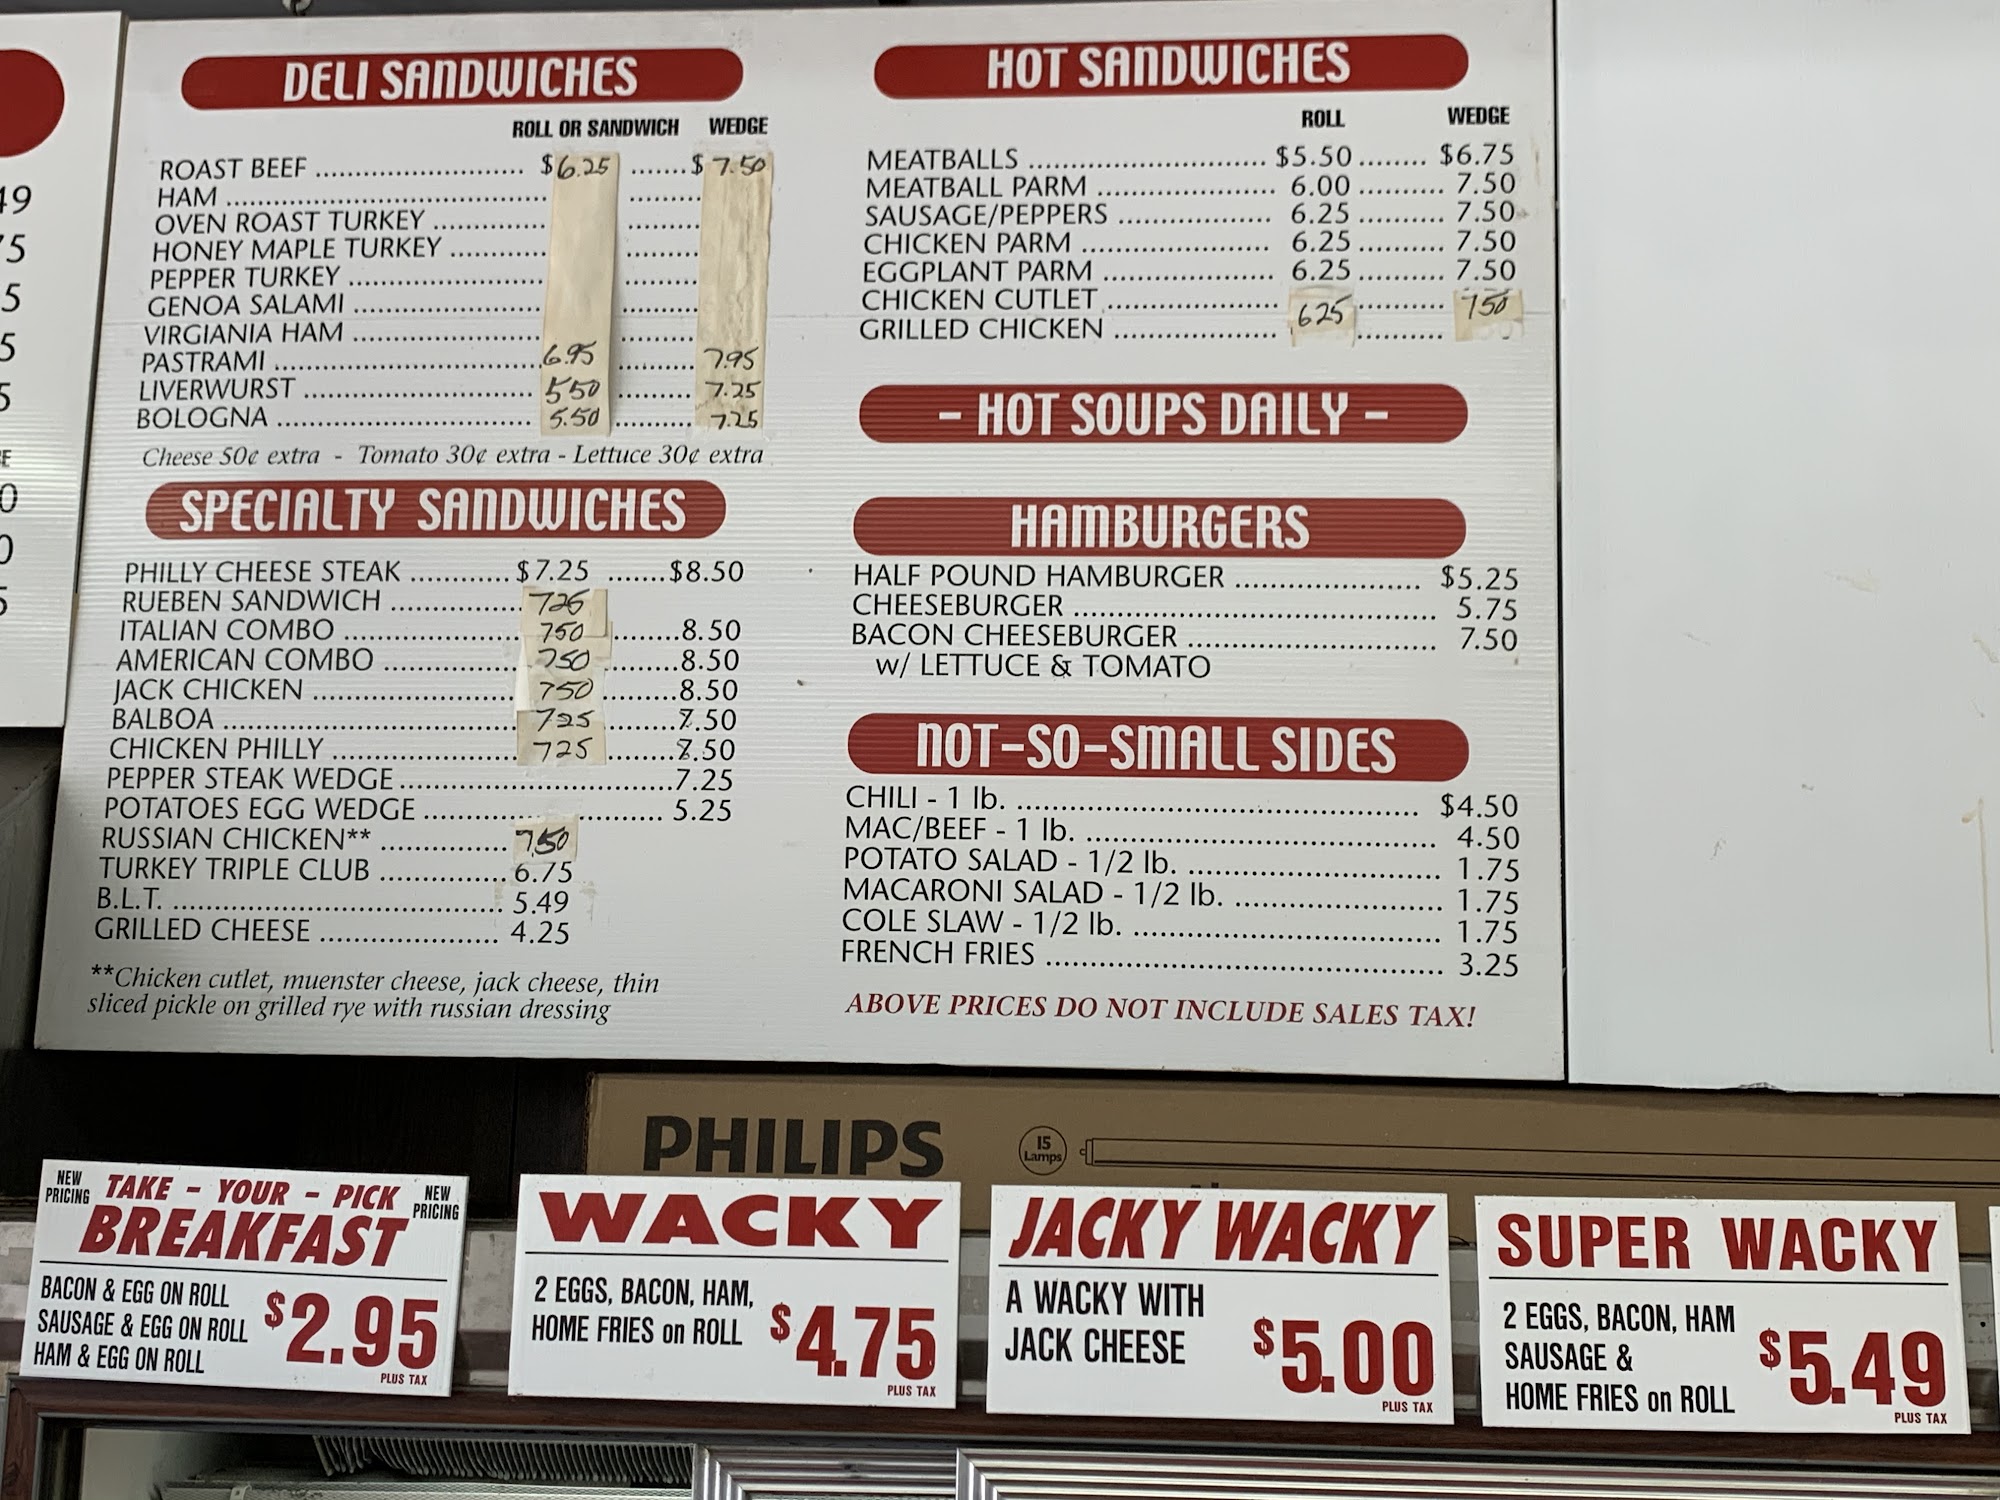 DELI SANDWICHES
ROLL OR SANDWICH WEDGE
ROAST BEEF ........ $6.25 ....... $7.50
HAM ........
OVEN ROAST TURKEY ........
HONEY MAPLE TURKEY ........
PEPPER TURKEY ........
GENOA SALAMI ........
VIRGIANIA HAM ........
PASTRAMI ........ 6.95 ........ 7.95
LIVERWURST ........ 5.50 ........ 7.25
BOLOGNA ........ 5.50 ........ 7.25
Cheese 50¢ extra - Tomato 30¢ extra - Lettuce 30¢ extra
SPECIALTY SANDWICHES
PHILLY CHEESE STEAK ........ $7.25 ....... $8.50
RUEBEN SANDWICH ........ 725
ITALIAN COMBO ........ 750 ........ 8.50
AMERICAN COMBO ........ 750 ........ 8.50
JACK CHICKEN ........ 750 ........ 8.50
BALBOA ........ 725 ........ 7.50
CHICKEN PHILLY ........ 725 ........ 7.50
PEPPER STEAK WEDGE ........ 7.25
POTATOES EGG WEDGE ........ 5.25
RUSSIAN CHICKEN** ........ 7.50
TURKEY TRIPLE CLUB ........ 6.75
B.L.T. ........ 5.49
GRILLED CHEESE ........ 4.25
**Chicken cutlet, muenster cheese, jack cheese, thin
sliced pickle on grilled rye with russian dressing
HOT SANDWICHES
ROLL WEDGE
MEATBALLS ........ $5.50 ........ $6.75
MEATBALL PARM ........ 6.00 ........ 7.50
SAUSAGE/PEPPERS ........ 6.25 ........ 7.50
CHICKEN PARM ........ 6.25 ........ 7.50
EGGPLANT PARM ........ 6.25 ........ 7.50
CHICKEN CUTLET ........ 625 ........ 750
GRILLED CHICKEN ........
- HOT SOUPS DAILY -
HAMBURGERS
HALF POUND HAMBURGER ........ $5.25
CHEESEBURGER ........ 5.75
BACON CHEESEBURGER ........ 7.50
w/ LETTUCE & TOMATO
NOT-SO-SMALL SIDES
CHILI - 1 lb. ........ $4.50
MAC/BEEF - 1 lb. ........ 4.50
POTATO SALAD - 1/2 lb. ........ 1.75
MACARONI SALAD - 1/2 lb. ........ 1.75
COLE SLAW - 1/2 lb. ........ 1.75
FRENCH FRIES ........ 3.25
ABOVE PRICES DO NOT INCLUDE SALES TAX!
PHILIPS
15 Lamps
NEW PRICING TAKE - YOUR - PICK NEW PRICING
BREAKFAST
BACON & EGG ON ROLL
SAUSAGE & EGG ON ROLL
HAM & EGG ON ROLL
$2.95
PLUS TAX
WACKY
2 EGGS, BACON, HAM,
HOME FRIES on ROLL
$4.75
PLUS TAX
JACKY WACKY
A WACKY WITH
JACK CHEESE
$5.00
PLUS TAX
SUPER WACKY
2 EGGS, BACON, HAM
SAUSAGE &
HOME FRIES on ROLL
$5.49
PLUS TAX